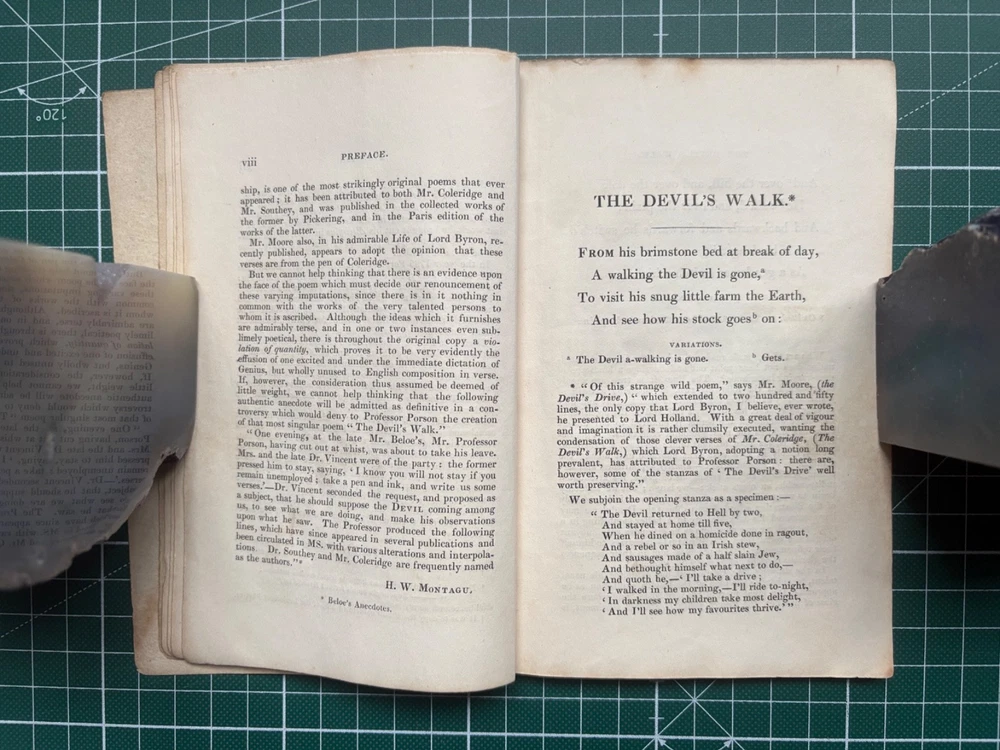 viii
PREFACE.
ship, is one of the most strikingly original poems that ever
appeared; it has been attributed to both Mr. Coleridge and
Mr. Southey, and was published in the collected works of
the former by Pickering, and in the Paris edition of the
works of the latter.
Mr. Moore also, in his admirable Life of Lord Byron, re-
cently published, appears to adopt the opinion that these
verses are from the pen of Coleridge.
But we cannot help thinking that there is an evidence upon
the face of the poem which must decide our renouncement of
these varying imputations, since there is in it nothing in
common with the works of the very talented persons to
whom it is ascribed. Although the ideas which it furnishes
are admirably terse, and in one or two instances even sub-
limely poetical, there is throughout the original copy a vio-
lation of quantity, which proves it to be very evidently the
effusion of one excited and under the immediate dictation of
Genius, but wholly unused to English composition in verse.
If, however, the consideration thus assumed be deemed of
little weight, we cannot help thinking that the following
authentic anecdote will be admitted as definitive in a con-
troversy which would deny to Professor Porson the creation
of that most singular poem "The Devil's Walk."
"One evening, at the late Mr. Beloe's, Mr. Professor
Porson, having cut out at whist, was about to take his leave.
Mrs. and the late Dr. Vincent were of the party: the former
pressed him to stay, saying, 'I know you will not stay if you
remain unemployed; take a pen and ink, and write us some
verses.'—Dr. Vincent seconded the request, and proposed as
a subject, that he should suppose the DEVIL coming among
us, to see what we are doing, and make his observations
upon what he saw. The Professor produced the following
lines, which have since appeared in several publications and
been circulated in MS. with various alterations and interpola-
tions. Dr. Southey and Mr. Coleridge are frequently named
as the authors."*
H. W. MONTAGU.
* Beloe's Anecdotes.
THE DEVIL'S WALK.*
FROM his brimstone bed at break of day,
A walking the Devil is gone,a
To visit his snug little farm the Earth,
And see how his stock goes b on:
VARIATIONS.
a The Devil a-walking is gone. b Gets.
* "Of this strange wild poem," says Mr. Moore, (the
Devil's Drive,) "which extended to two hundred and fifty
lines, the only copy that Lord Byron, I believe, ever wrote,
he presented to Lord Holland. With a great deal of vigour
and imagination it is rather clumsily executed, wanting the
condensation of those clever verses of Mr. Coleridge, (The
Devil's Walk,) which Lord Byron, adopting a notion long
prevalent, has attributed to Professor Porson: there are,
however, some of the stanzas of 'The Devil's Drive' well
worth preserving."
We subjoin the opening stanza as a specimen:—
"The Devil returned to Hell by two,
And stayed at home till five,
When he dined on a homicide done in ragout,
And a rebel or so in an Irish stew,
And sausages made of a half slain Jew,
And bethought himself what next to do,—
And quoth he,—'I'll take a drive;
'I walked in the morning,—I'll ride to-night,
'In darkness my children take most delight,
'And I'll see how my favourites thrive.'"
120°